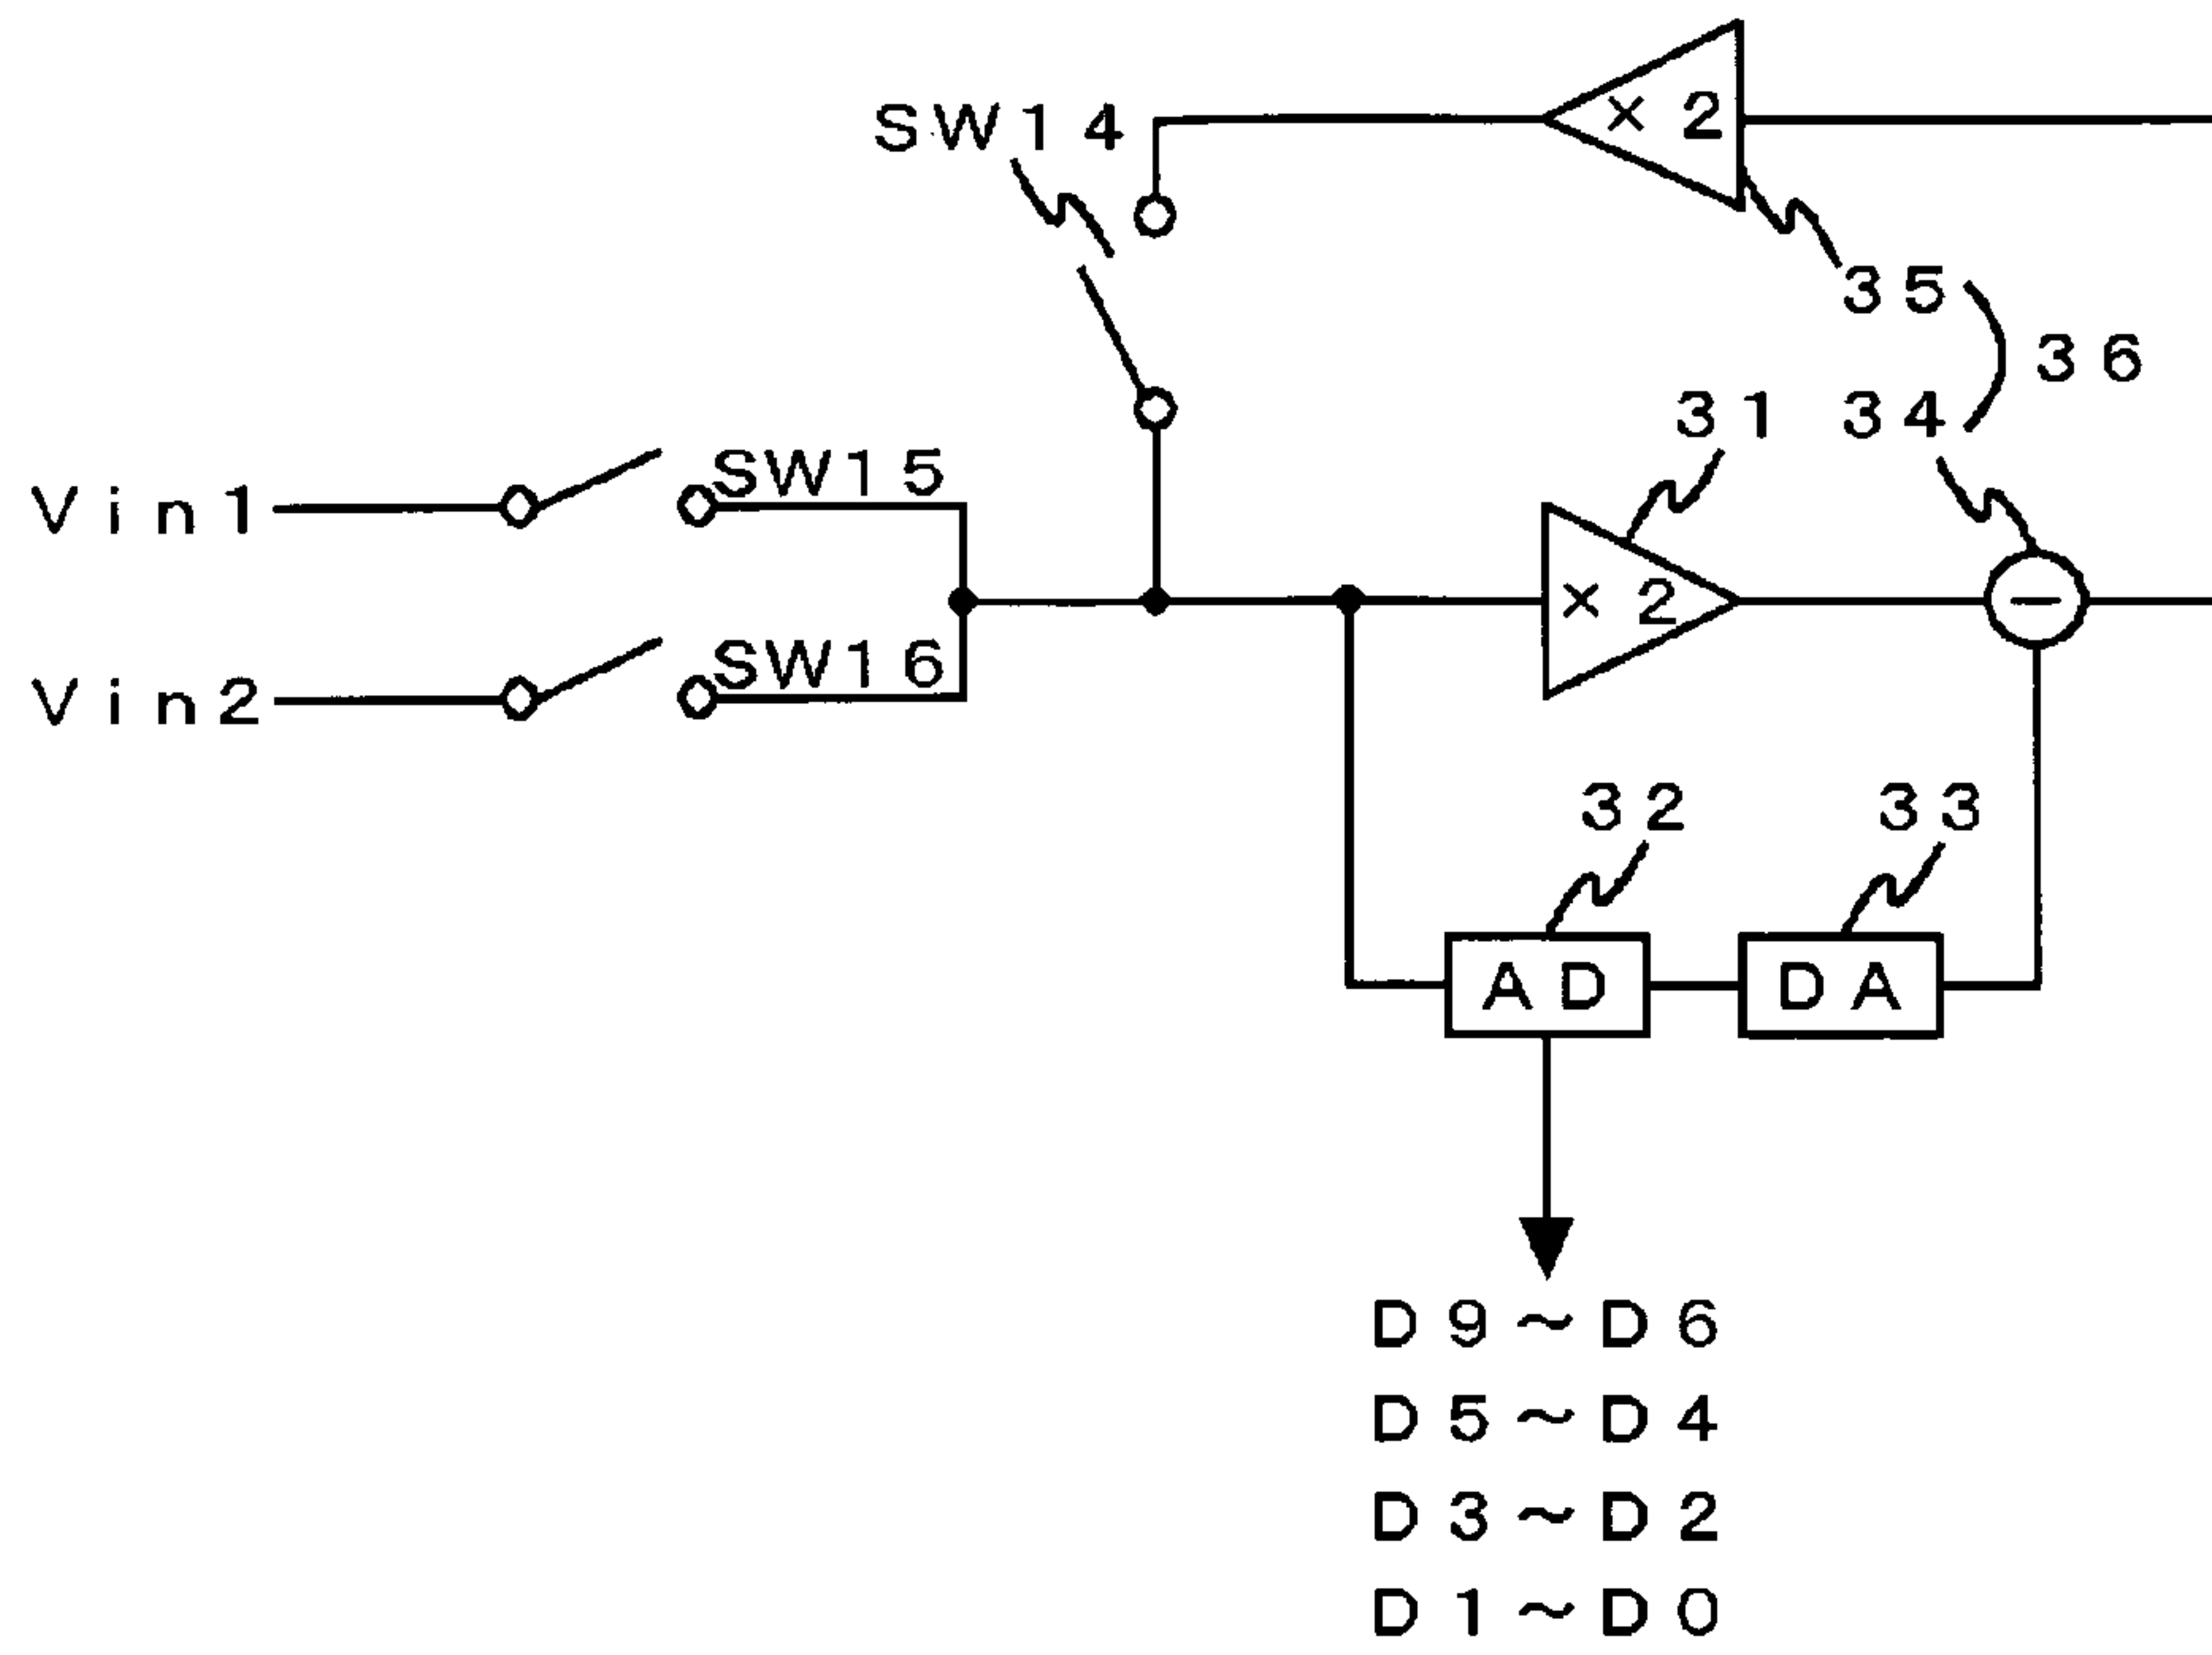 × 2
SW14
35
36
31 34
SW15
Vin1
× 2
−
SW16
Vin2
32 33
AD DA
D9~D6
D5~D4
D3~D2
D1~D0